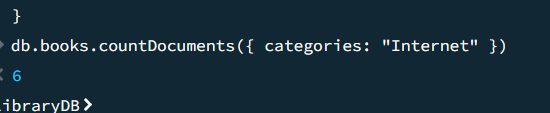 }
db.books.countDocuments({ categories: "Internet" })
6
ibraryDB>